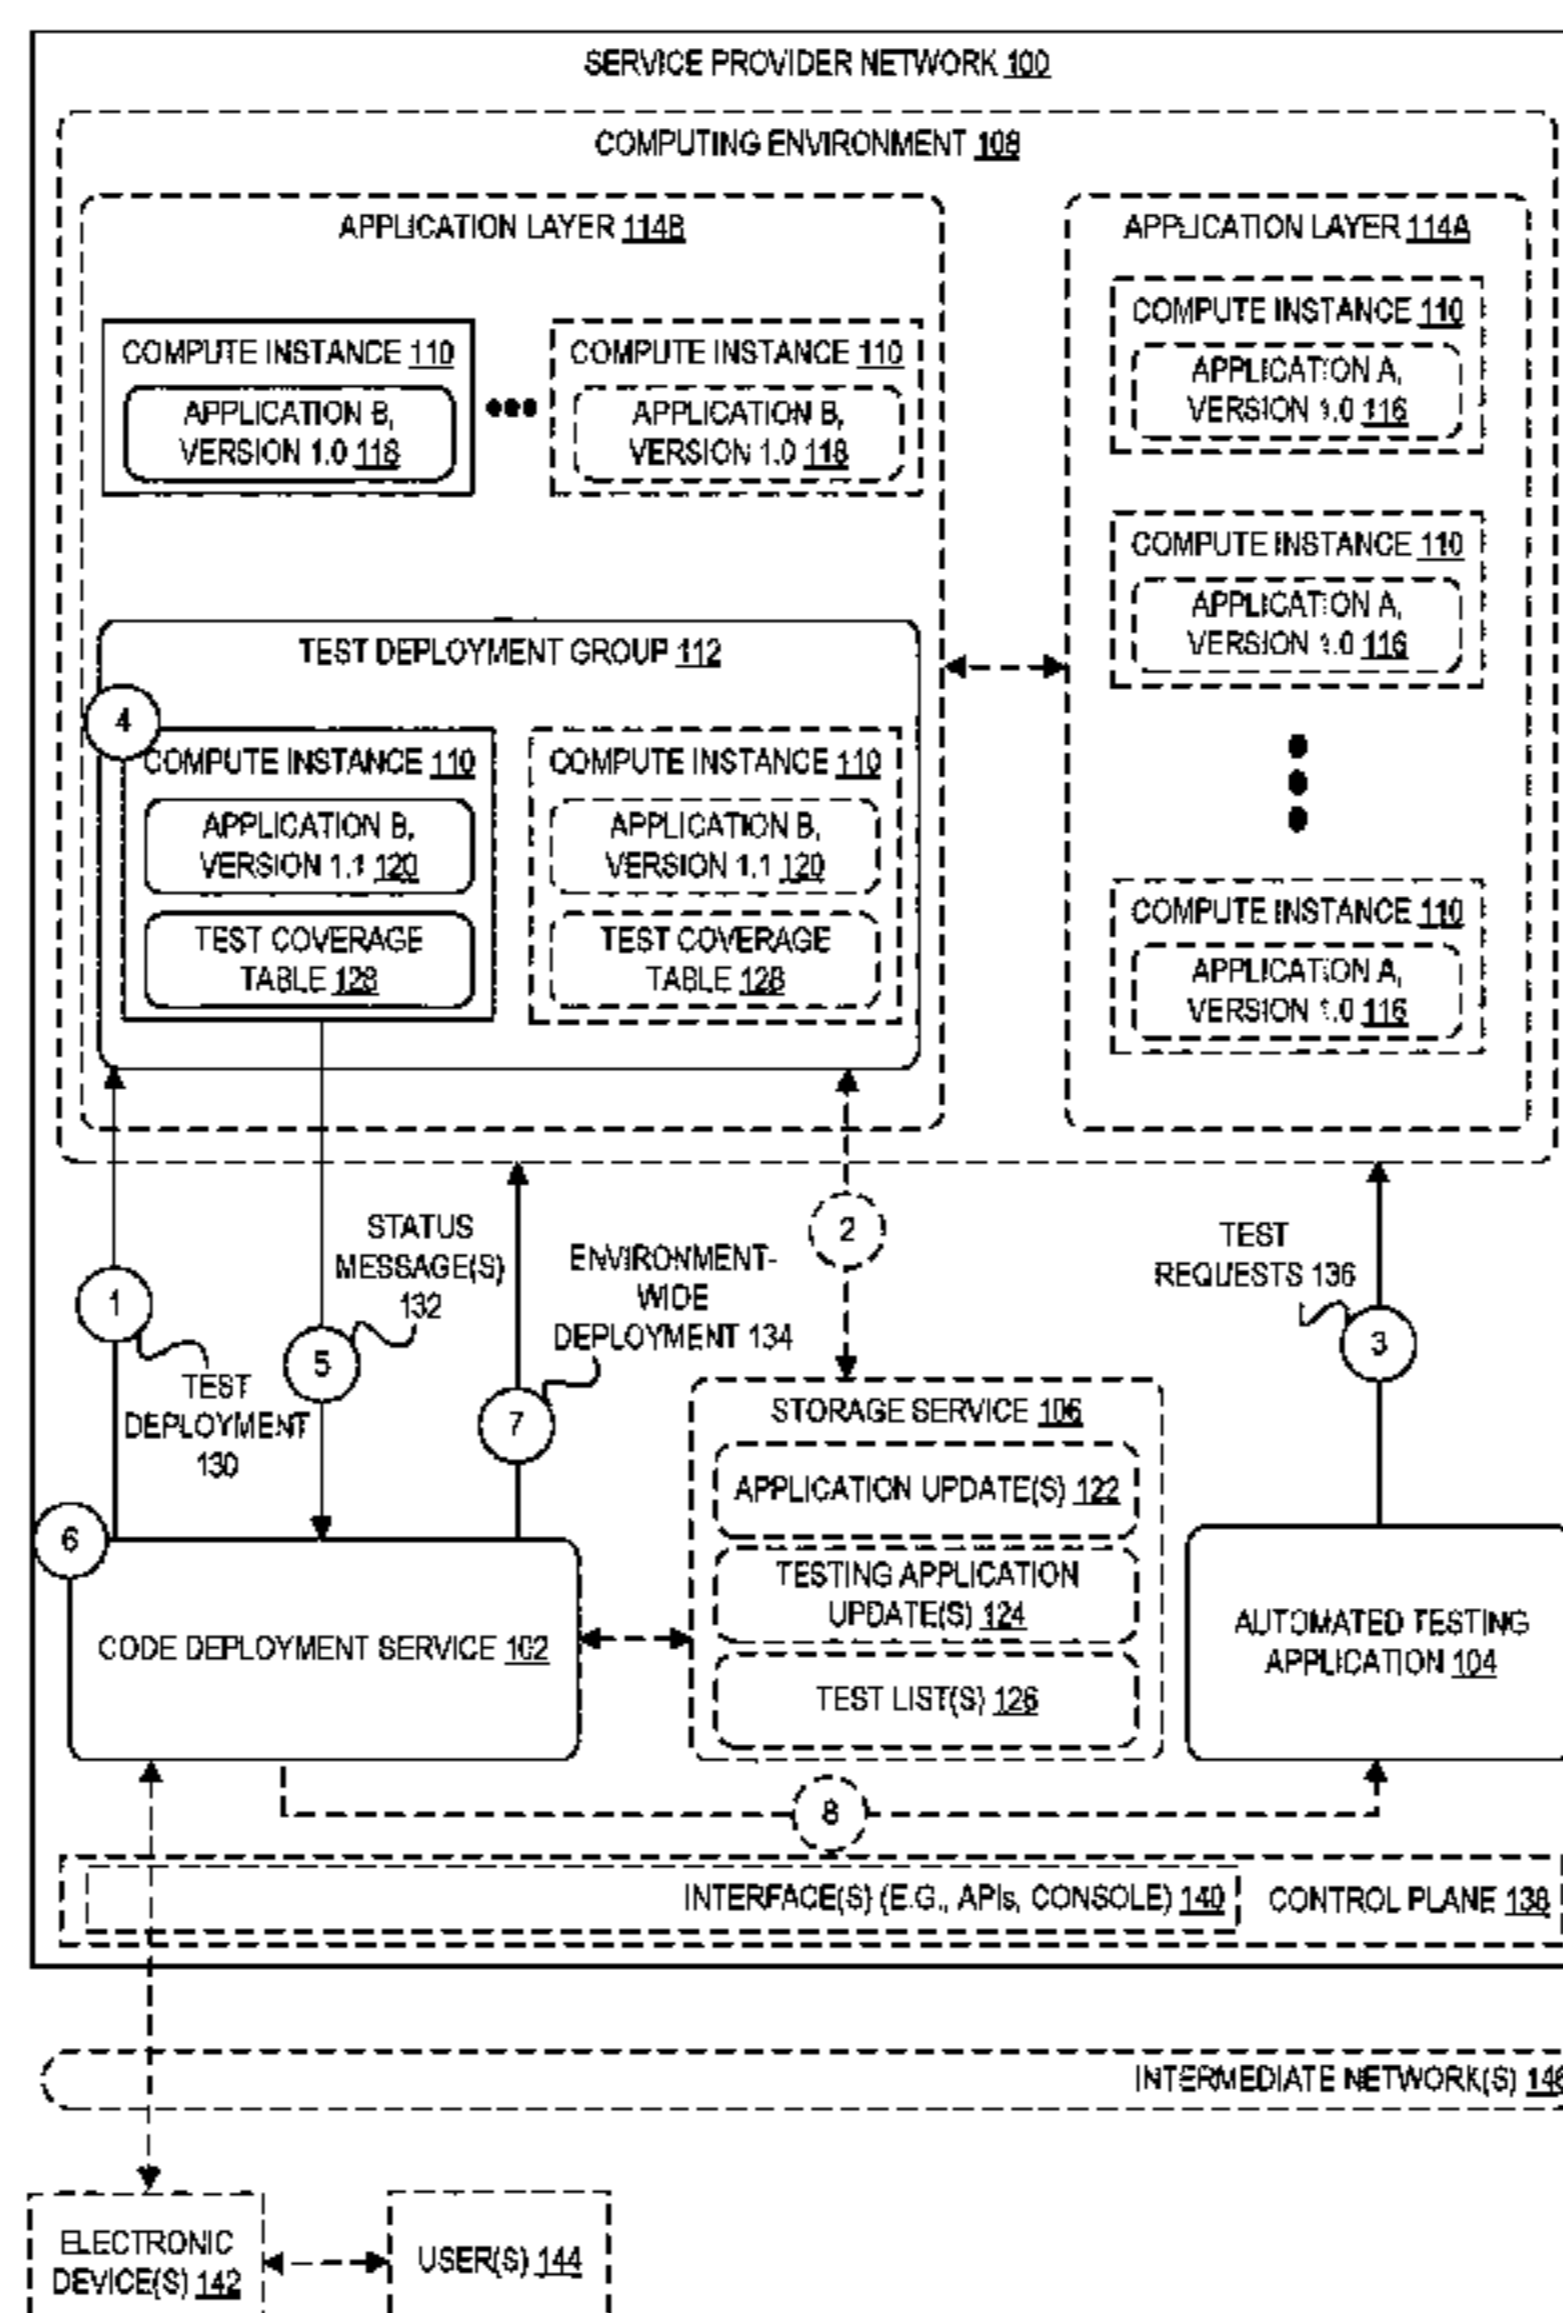 SERVICE PROVIDER NETWORK 100
COMPUTING ENVIRONMENT 108
APPLICATION LAYER 114B
COMPUTE INSTANCE 110
APPLICATION B,
VERSION 1.0 118
COMPUTE INSTANCE 110
APPLICATION B,
VERSION 1.0 118
TEST DEPLOYMENT GROUP 112
4
COMPUTE INSTANCE 110
APPLICATION B,
VERSION 1.1 120
TEST COVERAGE
TABLE 128
COMPUTE INSTANCE 110
APPLICATION B,
VERSION 1.1 120
TEST COVERAGE
TABLE 128
APPLICATION LAYER 114A
COMPUTE INSTANCE 110
APPLICATION A,
VERSION 1.0 116
COMPUTE INSTANCE 110
APPLICATION A,
VERSION 1.0 116
COMPUTE INSTANCE 110
APPLICATION A,
VERSION 1.0 116
1
TEST
DEPLOYMENT
130
STATUS
MESSAGE(S)
132
5
ENVIRONMENT-
WIDE
DEPLOYMENT 134
7
2
TEST
REQUESTS 136
3
6
CODE DEPLOYMENT SERVICE 102
STORAGE SERVICE 106
APPLICATION UPDATE(S) 122
TESTING APPLICATION
UPDATE(S) 124
TEST LIST(S) 126
AUTOMATED TESTING
APPLICATION 104
8
INTERFACE(S) (E.G., APIs, CONSOLE) 140
CONTROL PLANE 138
INTERMEDIATE NETWORK(S) 146
ELECTRONIC
DEVICE(S) 142
USER(S) 144